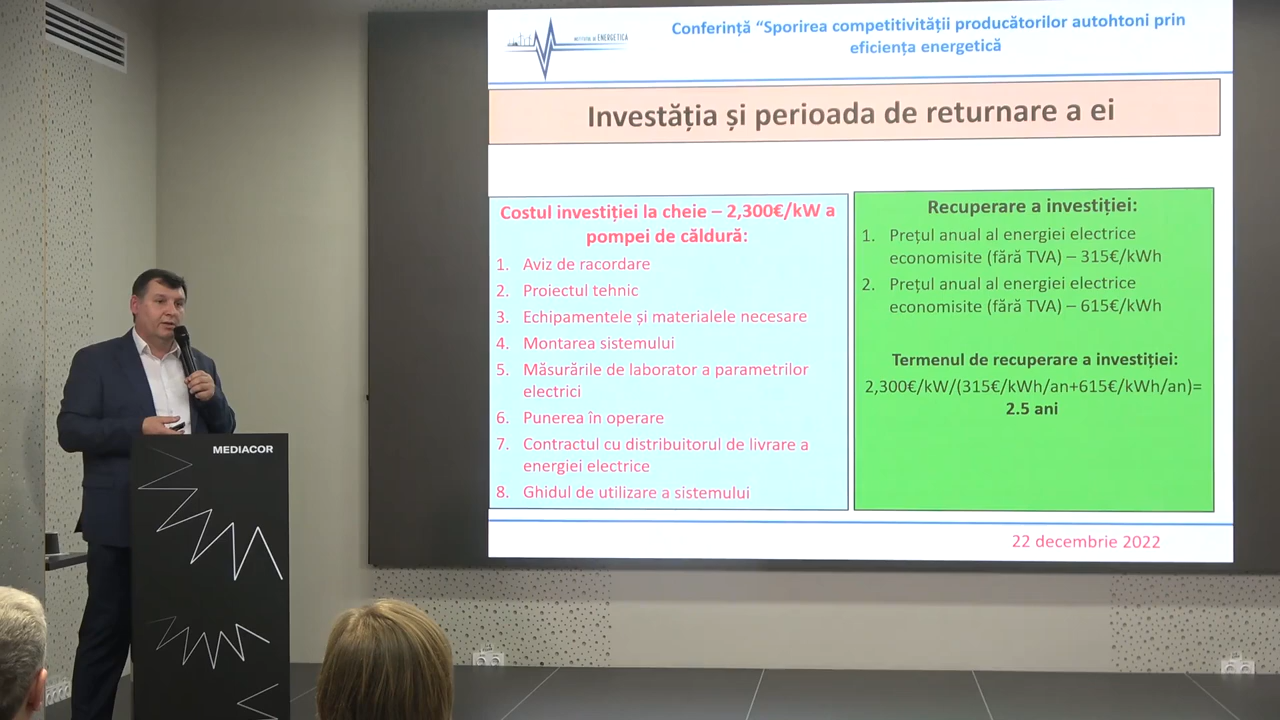 INSTITUTUL DE ENERGETICA
Conferință “Sporirea competitivității producătorilor autohtoni prin
eficiența energetică
Investăția și perioada de returnare a ei
Costul investiției la cheie – 2,300€/kW a
pompei de căldură:
1. Aviz de racordare
2. Proiectul tehnic
3. Echipamentele și materialele necesare
4. Montarea sistemului
5. Măsurările de laborator a parametrilor
electrici
6. Punerea în operare
7. Contractul cu distribuitorul de livrare a
energiei electrice
8. Ghidul de utilizare a sistemului
Recuperare a investiției:
1. Prețul anual al energiei electrice
economisite (fără TVA) – 315€/kWh
2. Prețul anual al energiei electrice
economisite (fără TVA) – 615€/kWh
Termenul de recuperare a investiției:
2,300€/kW/(315€/kWh/an+615€/kWh/an)=
2.5 ani
22 decembrie 2022
MEDIACOR